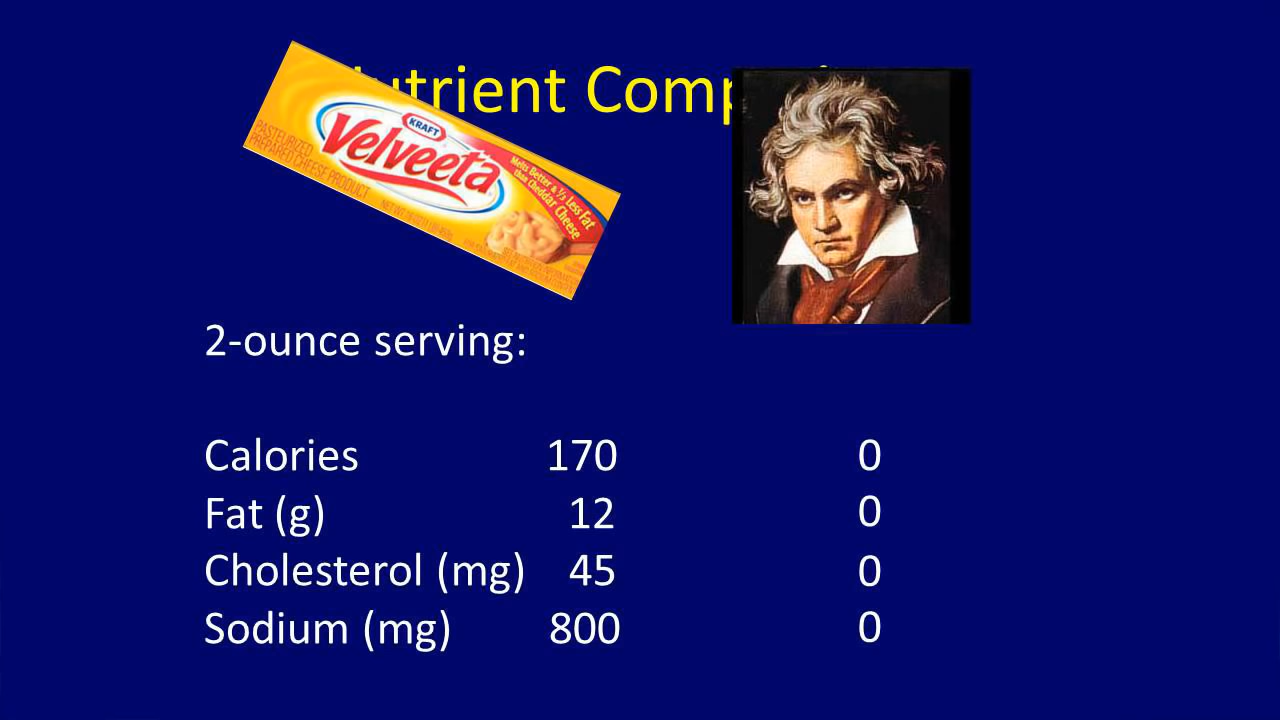 utrient Comp
KRAFT
Velveeta
PASTEURIZED
PREPARED CHEESE PRODUCT
Melts Better & 1/3 Less Fat
than Cheddar Cheese
2-ounce serving:
Calories 170 0
Fat (g) 12 0
Cholesterol (mg) 45 0
Sodium (mg) 800 0